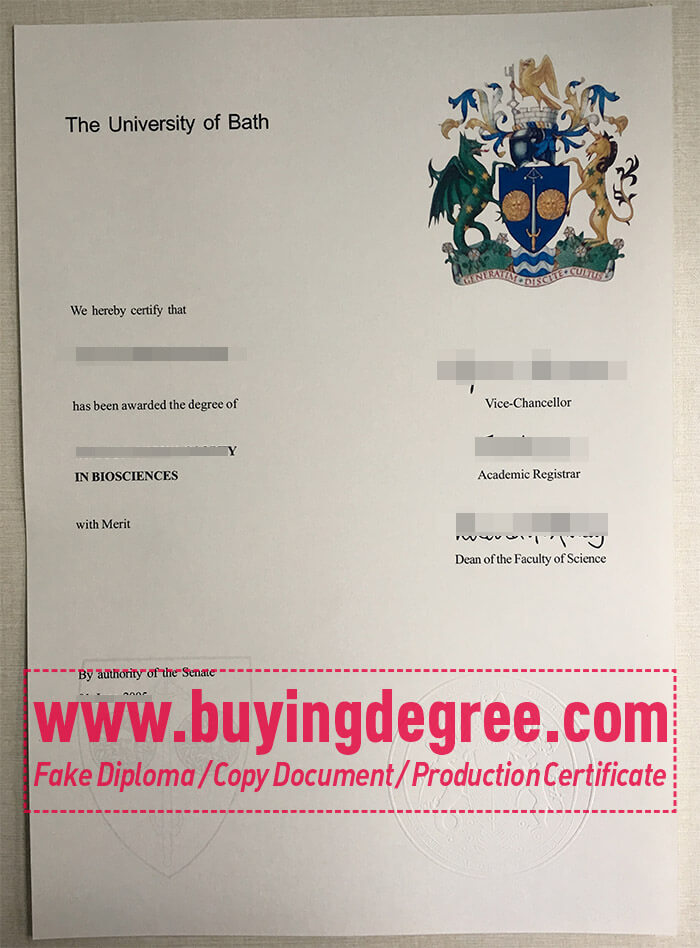 The University of Bath
GENERATIM DISCITE CULTUS
We hereby certify that
has been awarded the degree of
Y
IN BIOSCIENCES
with Merit
Vice-Chancellor
Academic Registrar
Dean of the Faculty of Science
By authority of the Senate
www.buyingdegree.com
Fake Diploma / Copy Document / Production Certificate